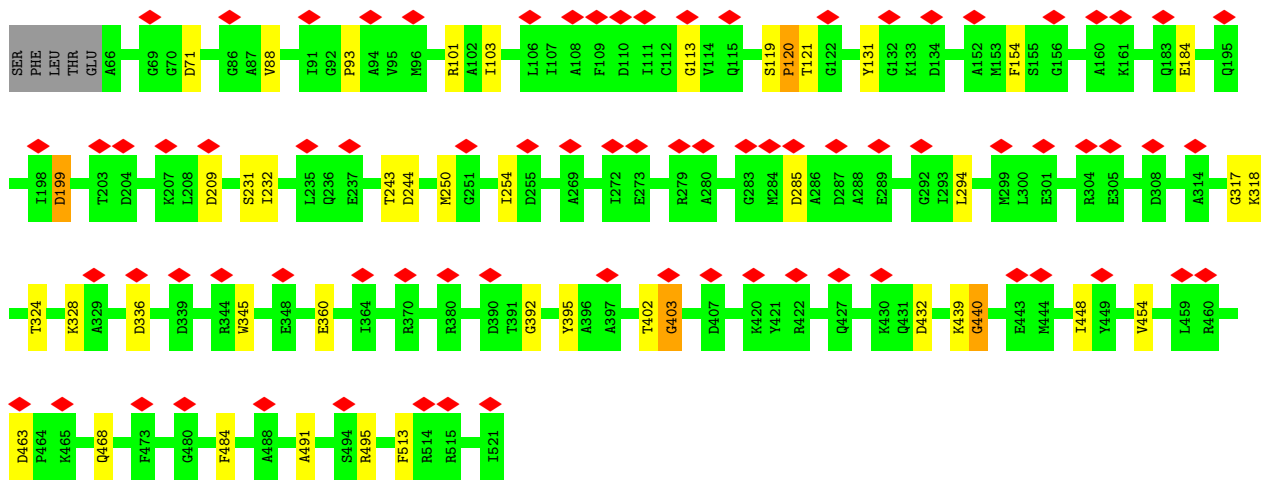 SER PHE LEU THR GLU A66 G69 G70 D71 G86 A87 V88 I91 G92 P93 A94 V95 M96 R101 A102 I103 L106 I107 A108 F109 D110 I111 C112 G113 V114 Q115 S119 P120 T121 G122 Y131 G132 K133 D134 A152 M153 F154 S155 G156 A160 K161 Q183 E184 Q195
I198 D199 T203 D204 K207 L208 D209 S231 I232 L235 Q236 E237 T243 D244 M250 G251 I254 D255 A269 I272 E273 R279 A280 G283 M284 D285 A286 D287 A288 E289 G292 I293 L294 M299 L300 E301 R304 E305 D308 A314 G317 K318
T324 K328 A329 D336 D339 R344 W345 E348 E360 I364 R370 R380 D390 T391 G392 Y395 A396 A397 T402 G403 D407 K420 Y421 R422 Q427 K430 Q431 D432 K439 G440 E443 M444 I448 Y449 V454 L459 R460
D463 P464 K465 Q468 F473 G480 F484 A488 A491 S494 R495 F513 R514 R515 I521